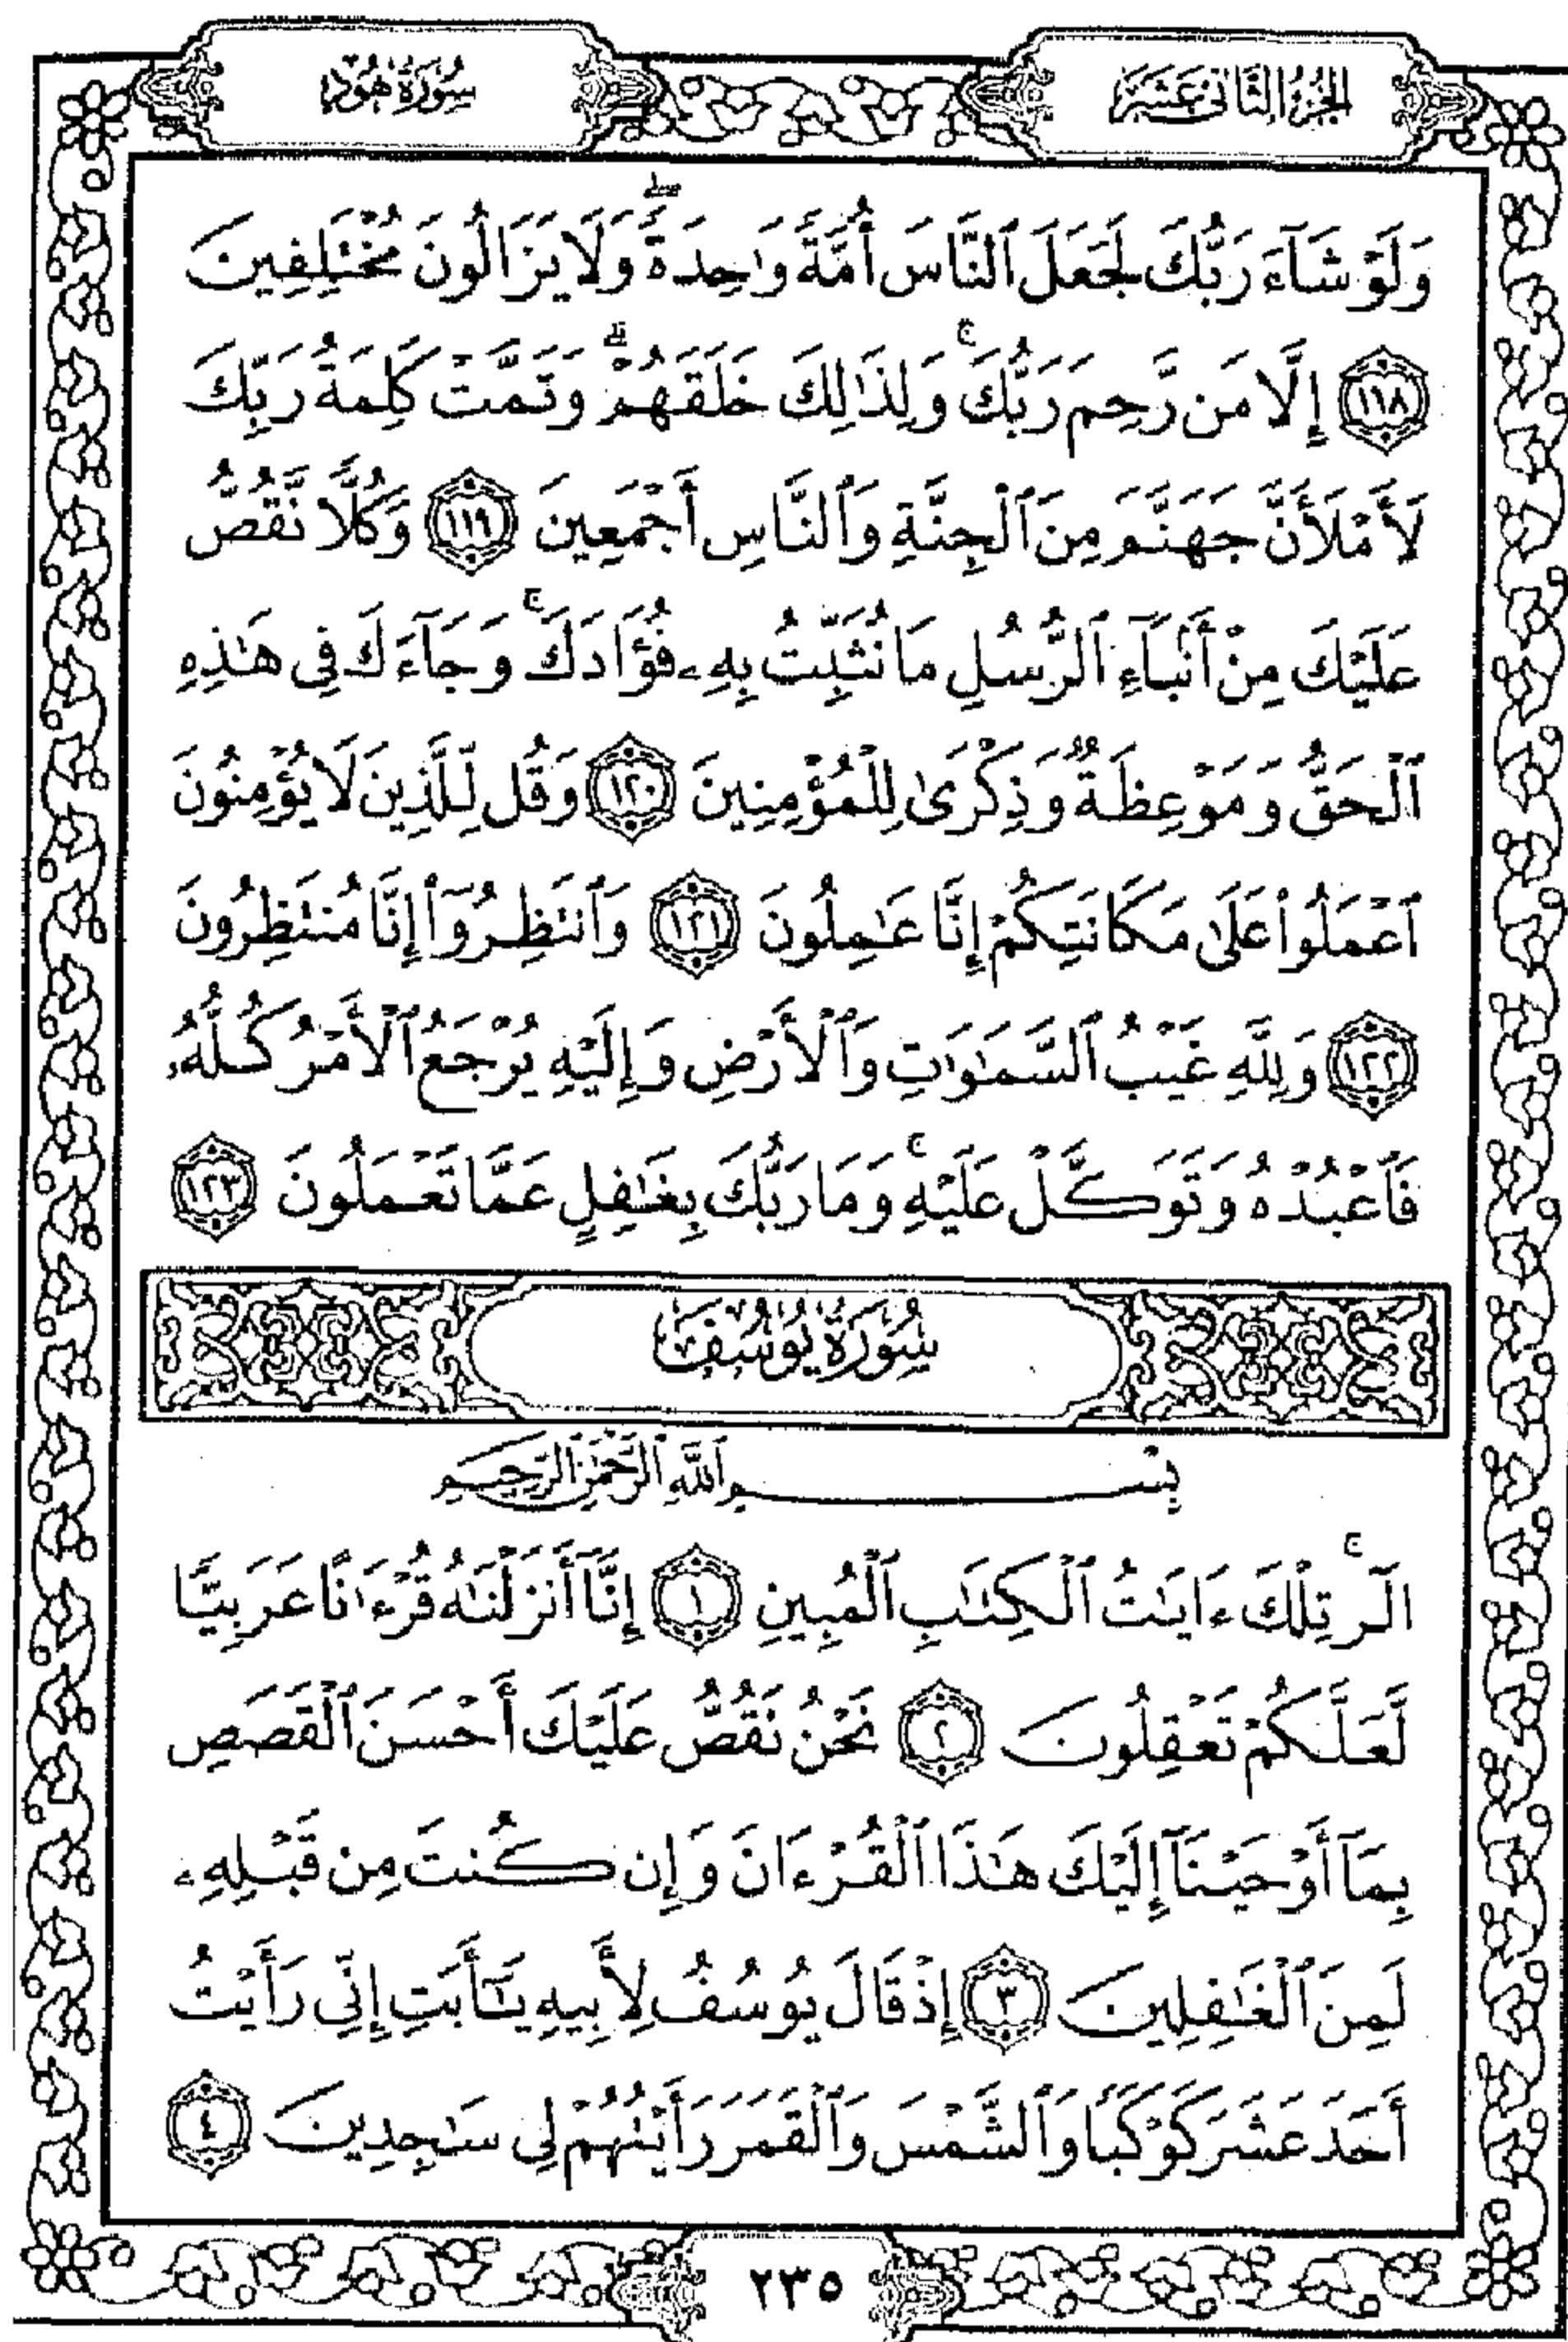 الجزء الثاني عشر
سورة هود
وَلَوْ شَآءَ رَبُّكَ لَجَعَلَ ٱلنَّاسَ أُمَّةً وَٰحِدَةً ۖ وَلَا يَزَالُونَ مُخْتَلِفِينَ
١١٨ إِلَّا مَن رَّحِمَ رَبُّكَ ۚ وَلِذَٰلِكَ خَلَقَهُمْ ۗ وَتَمَّتْ كَلِمَةُ رَبِّكَ
لَأَمْلَأَنَّ جَهَنَّمَ مِنَ ٱلْجِنَّةِ وَٱلنَّاسِ أَجْمَعِينَ ١١٩ وَكُلًّا نَّقُصُّ
عَلَيْكَ مِنْ أَنۢبَآءِ ٱلرُّسُلِ مَا نُثَبِّتُ بِهِۦ فُؤَادَكَ ۚ وَجَآءَكَ فِى هَٰذِهِ
ٱلْحَقُّ وَمَوْعِظَةٌ وَذِكْرَىٰ لِلْمُؤْمِنِينَ ١٢٠ وَقُل لِّلَّذِينَ لَا يُؤْمِنُونَ
ٱعْمَلُوا۟ عَلَىٰ مَكَانَتِكُمْ إِنَّا عَٰمِلُونَ ١٢١ وَٱنتَظِرُوٓا۟ إِنَّا مُنتَظِرُونَ
١٢٢ وَلِلَّهِ غَيْبُ ٱلسَّمَٰوَٰتِ وَٱلْأَرْضِ وَإِلَيْهِ يُرْجَعُ ٱلْأَمْرُ كُلُّهُۥ
فَٱعْبُدْهُ وَتَوَكَّلْ عَلَيْهِ ۚ وَمَا رَبُّكَ بِغَٰفِلٍ عَمَّا تَعْمَلُونَ ١٢٣
سُورَةُ يُوسُفَ
بِسْمِ ٱللَّهِ ٱلرَّحْمَٰنِ ٱلرَّحِيمِ
الٓر ۚ تِلْكَ ءَايَٰتُ ٱلْكِتَٰبِ ٱلْمُبِينِ ١ إِنَّآ أَنزَلْنَٰهُ قُرْءَٰنًا عَرَبِيًّا
لَّعَلَّكُمْ تَعْقِلُونَ ٢ نَحْنُ نَقُصُّ عَلَيْكَ أَحْسَنَ ٱلْقَصَصِ
بِمَآ أَوْحَيْنَآ إِلَيْكَ هَٰذَا ٱلْقُرْءَانَ وَإِن كُنتَ مِن قَبْلِهِۦ
لَمِنَ ٱلْغَٰفِلِينَ ٣ إِذْ قَالَ يُوسُفُ لِأَبِيهِ يَٰٓأَبَتِ إِنِّى رَأَيْتُ
أَحَدَ عَشَرَ كَوْكَبًا وَٱلشَّمْسَ وَٱلْقَمَرَ رَأَيْتُهُمْ لِى سَٰجِدِينَ ٤
٢٣٥